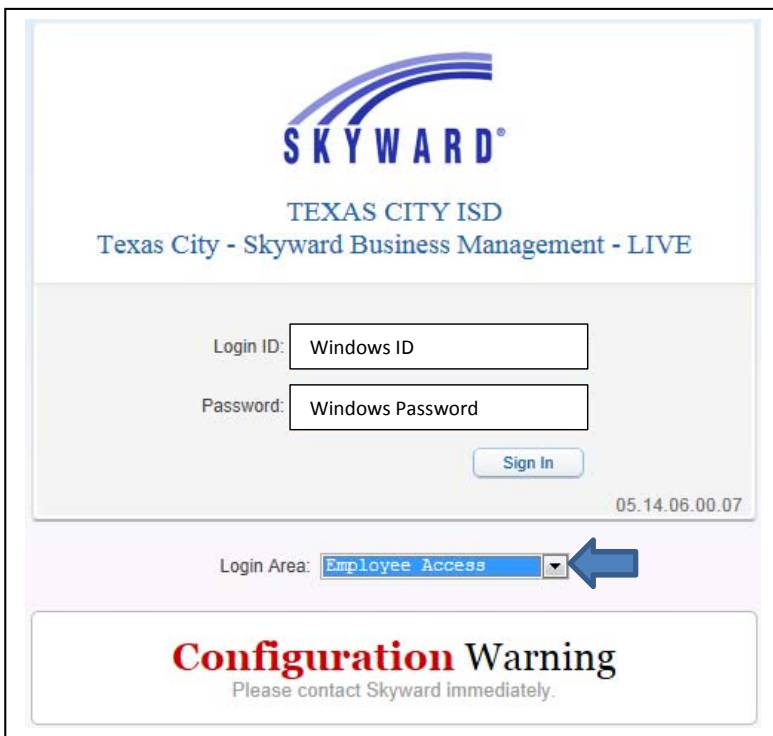 SKYWARD®
TEXAS CITY ISD
Texas City - Skyward Business Management - LIVE
Login ID: Windows ID
Password: Windows Password
Sign In
05.14.06.00.07
Login Area: Employee Access
Configuration Warning
Please contact Skyward immediately.